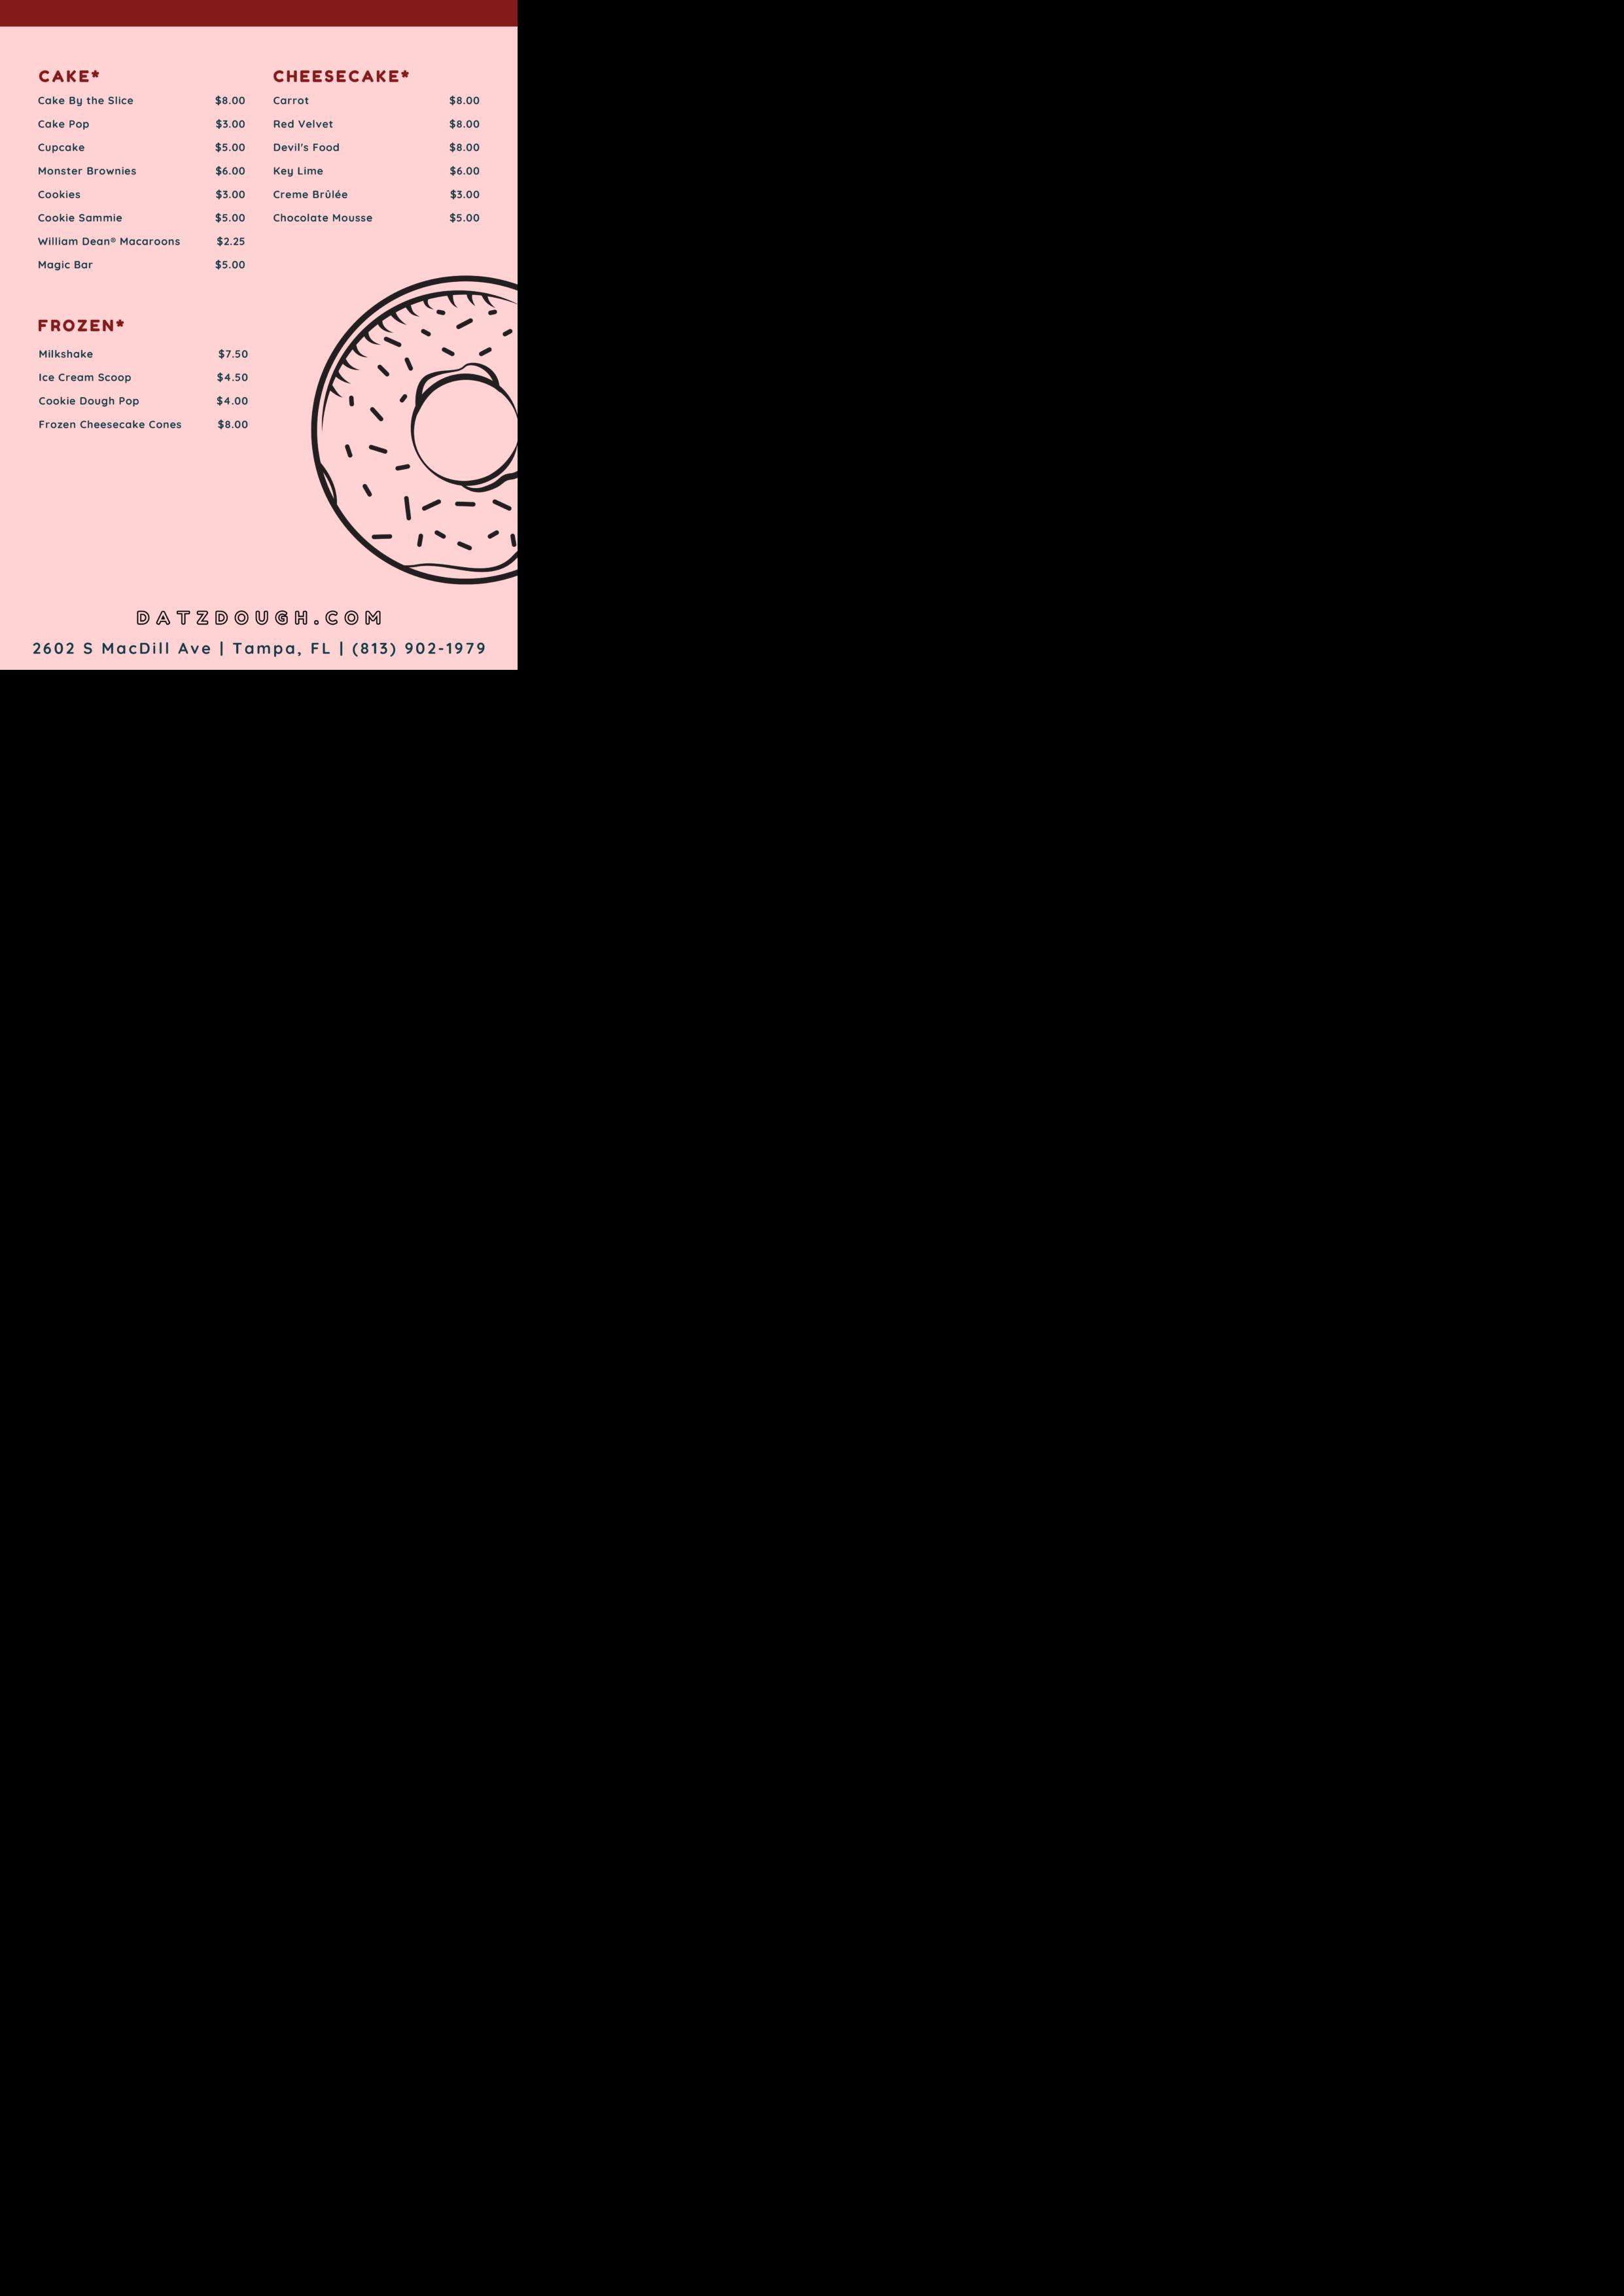 CAKE*
Cake By the Slice $8.00
Cake Pop $3.00
Cupcake $5.00
Monster Brownies $6.00
Cookies $3.00
Cookie Sammie $5.00
William Dean® Macaroons $2.25
Magic Bar $5.00
CHEESECAKE*
Carrot $8.00
Red Velvet $8.00
Devil's Food $8.00
Key Lime $6.00
Creme Brûlée $3.00
Chocolate Mousse $5.00
FROZEN*
Milkshake $7.50
Ice Cream Scoop $4.50
Cookie Dough Pop $4.00
Frozen Cheesecake Cones $8.00
DATZDOUGH.COM
2602 S MacDill Ave | Tampa, FL | (813) 902-1979